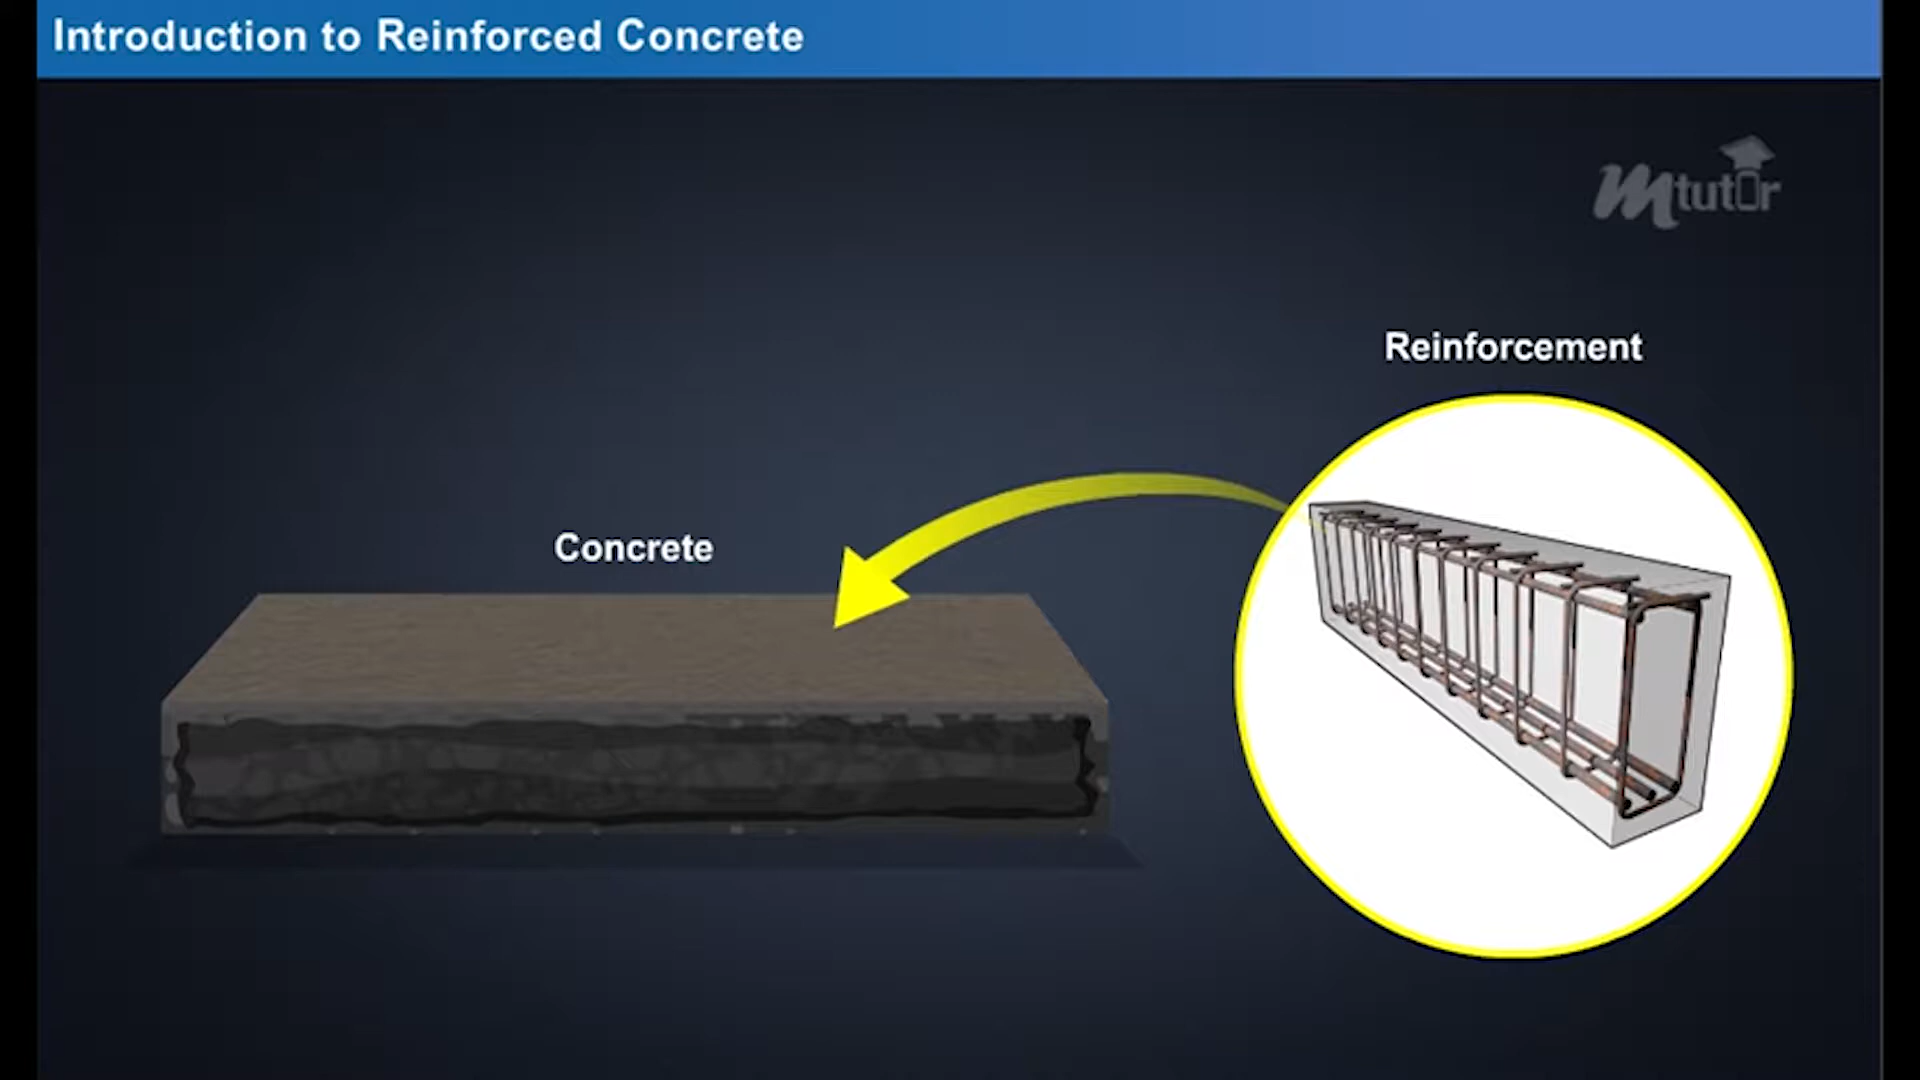 Introduction to Reinforced Concrete
mtutor
Reinforcement
Concrete